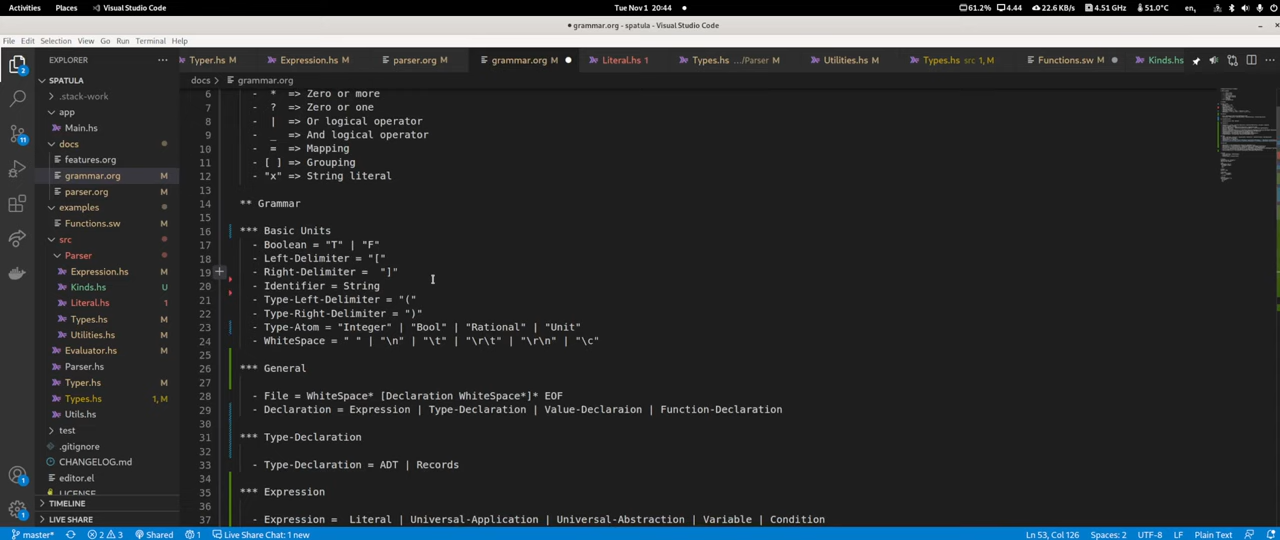 Activities Places Visual Studio Code Tue Nov 1 20:44 61.2% 4.44 22.6 KB/s 4.51 GHz 51.0°C en
● grammar.org - spatula - Visual Studio Code
File Edit Selection View Go Run Terminal Help
EXPLORER ··· Typer.hs M Expression.hs M parser.org M grammar.org M ● Literal.hs 1 Types.hs .../Parser M Utilities.hs M Types.hs src 1, M Functions.sw M ● Kinds.hs
SPATULA
docs > grammar.org
.stack-work
app
Main.hs
docs
features.org
grammar.org M
parser.org M
examples
Functions.sw M
src
Parser
Expression.hs M
Kinds.hs U
Literal.hs 1
Types.hs M
Utilities.hs M
Evaluator.hs M
Parser.hs
Typer.hs M
Types.hs 1, M
Utils.hs
test
.gitignore
CHANGELOG.md
editor.el
LICENSE
TIMELINE
LIVE SHARE
6 - * => Zero or more
7 - ? => Zero or one
8 - | => Or logical operator
9 - _ => And logical operator
10 - = => Mapping
11 - [ ] => Grouping
12 - "x" => String literal
13
14 ** Grammar
15
16 *** Basic Units
17 - Boolean = "T" | "F"
18 - Left-Delimiter = "["
19 - Right-Delimiter = "]"
20 - Identifier = String
21 - Type-Left-Delimiter = "("
22 - Type-Right-Delimiter = ")"
23 - Type-Atom = "Integer" | "Bool" | "Rational" | "Unit"
24 - WhiteSpace = " " | "\n" | "\t" | "\r\t" | "\r\n" | "\c"
25
26 *** General
27
28 - File = WhiteSpace* [Declaration WhiteSpace*]* EOF
29 - Declaration = Expression | Type-Declaration | Value-Declaraion | Function-Declaration
30
31 *** Type-Declaration
32
33 - Type-Declaration = ADT | Records
34
35 *** Expression
36
37 - Expression = Literal | Universal-Application | Universal-Abstraction | Variable | Condition
master* 2 3 Shared 1 Live Share Chat: 1 new Ln 53, Col 126 Spaces: 2 UTF-8 LF Plain Text